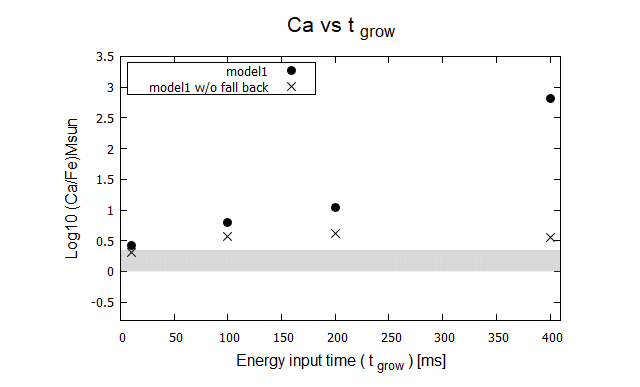 Ca vs t grow
3.5
3
2.5
2
1.5
1
0.5
0
-0.5
model1
model1 w/o fall back
Log10 (Ca/Fe)Msun
0 50 100 150 200 250 300 350 400
Energy input time ( t grow ) [ms]